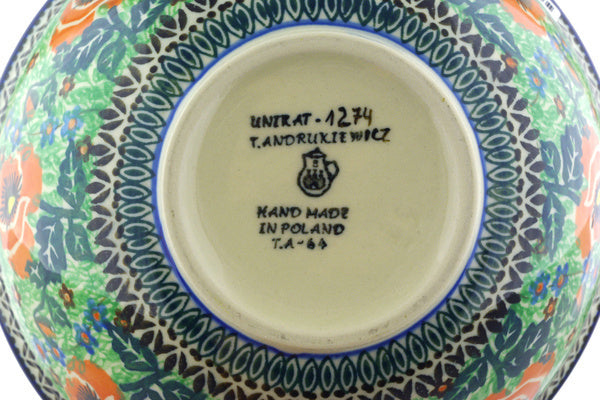 UNIKAT-1274
T.ANDRUKIEWICZ
HAND MADE
IN POLAND
T.A-64